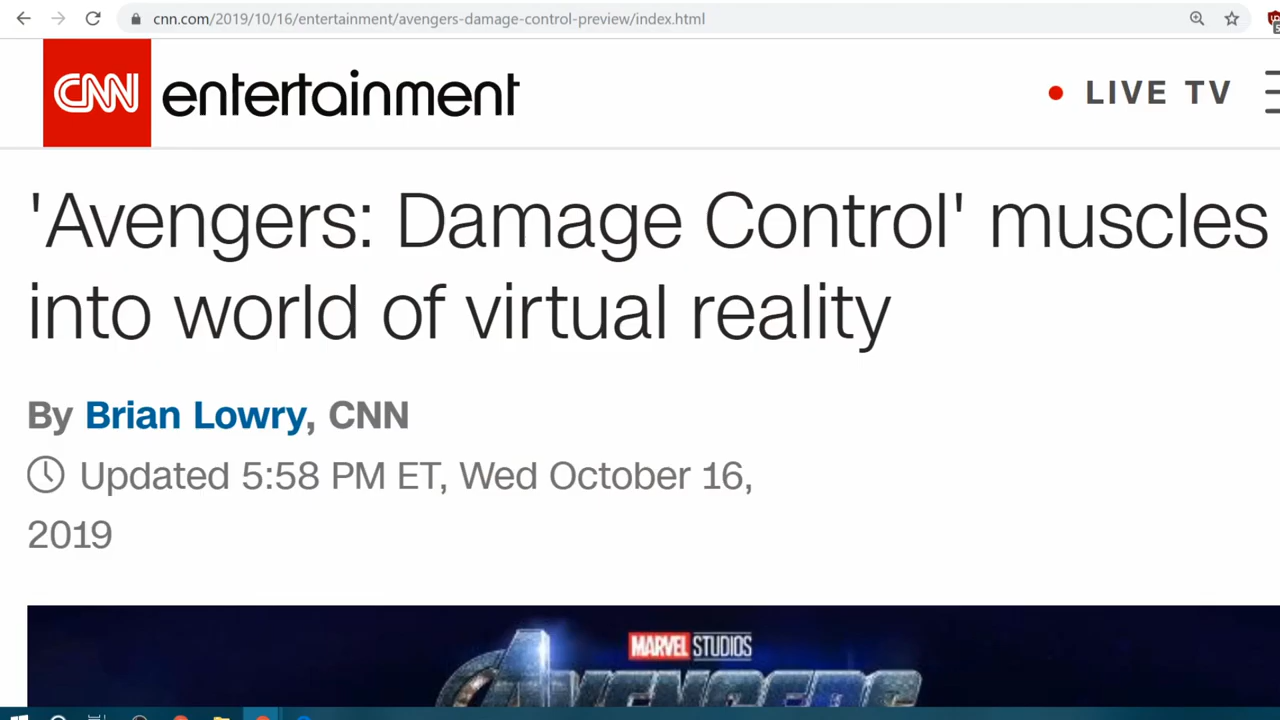 cnn.com/2019/10/16/entertainment/avengers-damage-control-preview/index.html
CNN entertainment
LIVE TV
'Avengers: Damage Control' muscles
into world of virtual reality
By Brian Lowry, CNN
Updated 5:58 PM ET, Wed October 16,
2019
MARVEL STUDIOS
AVENGERS